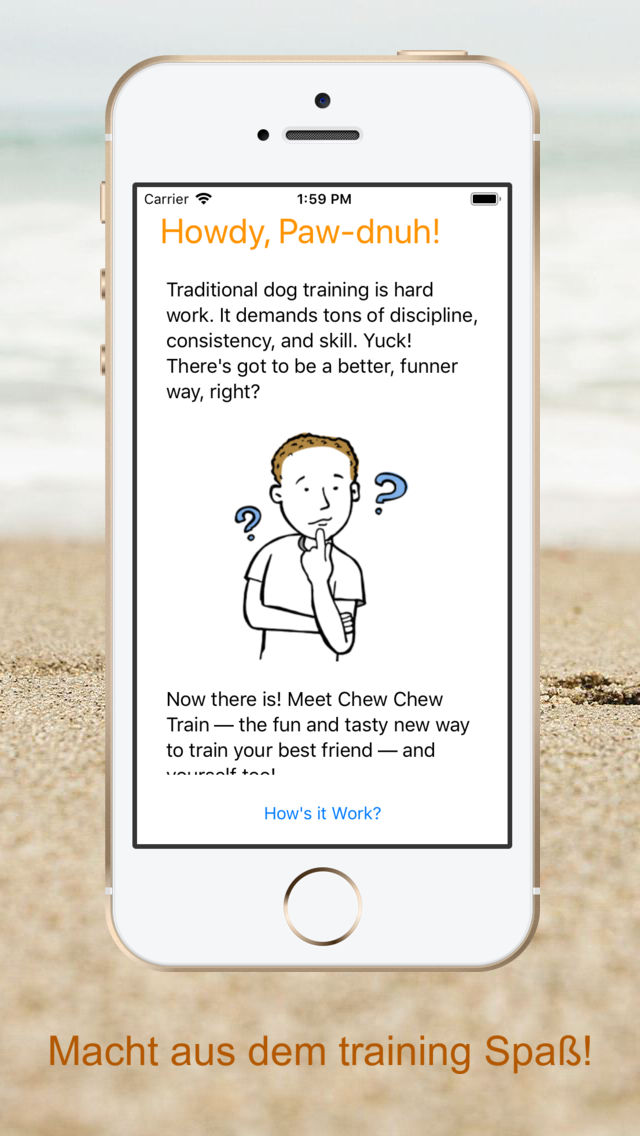 Carrier
1:59 PM
Howdy, Paw-dnuh!
Traditional dog training is hard
work. It demands tons of discipline,
consistency, and skill. Yuck!
There's got to be a better, funner
way, right?
? ?
Now there is! Meet Chew Chew
Train — the fun and tasty new way
to train your best friend — and
yourself too!
How's it Work?
Macht aus dem training Spaß!